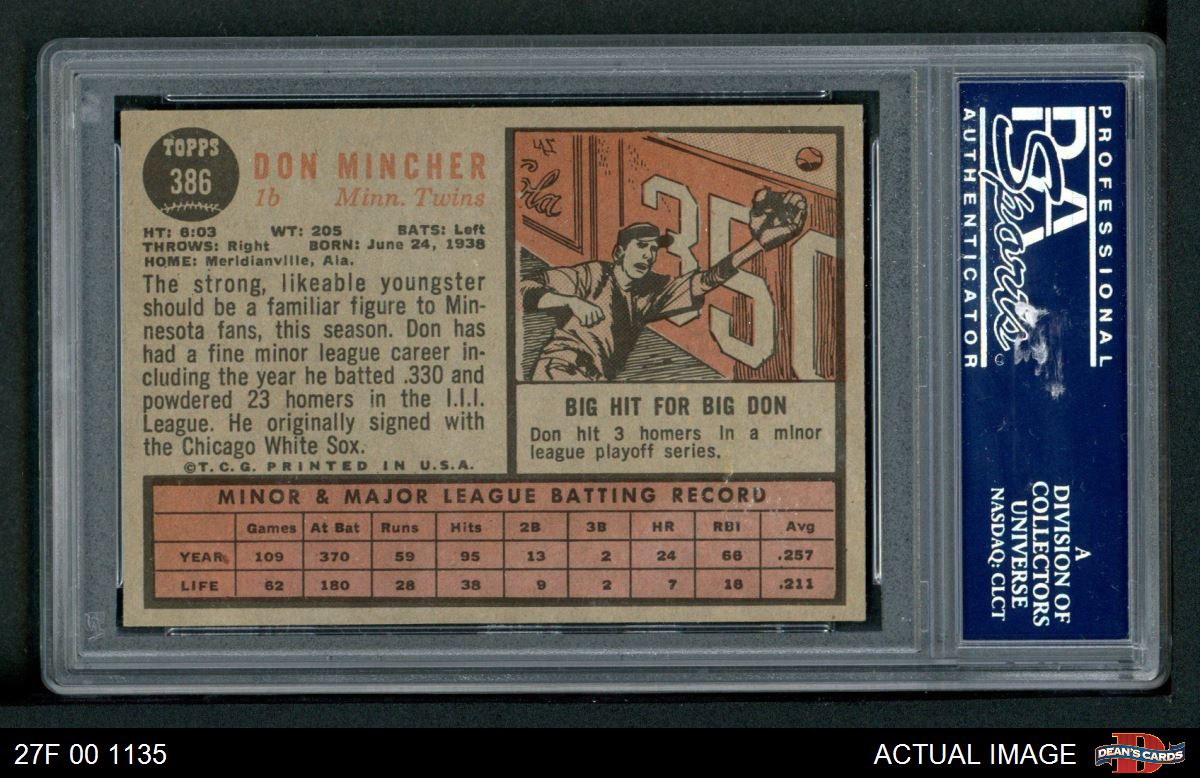 TOPPS
386
DON MINCHER
1b Minn. Twins
HT: 6:03 WT: 205 BATS: Left
THROWS: Right BORN: June 24, 1938
HOME: Meridianville, Ala.
The strong, likeable youngster
should be a familiar figure to Min-
nesota fans, this season. Don has
had a fine minor league career in-
cluding the year he batted .330 and
powdered 23 homers in the I.I.I.
League. He originally signed with
the Chicago White Sox.
©T.C.G. PRINTED IN U.S.A.
350
BIG HIT FOR BIG DON
Don hit 3 homers in a minor
league playoff series.
MINOR & MAJOR LEAGUE BATTING RECORD
Games At Bat Runs Hits 2B 3B HR RBI Avg
YEAR 109 370 59 95 13 2 24 66 .257
LIFE 62 180 28 38 9 2 7 18 .211
PROFESSIONAL
PSA
Sports
AUTHENTICATOR
A
DIVISION OF
COLLECTORS
UNIVERSE
NASDAQ: CLCT
27F 00 1135
ACTUAL IMAGE
DEAN'S CARDS